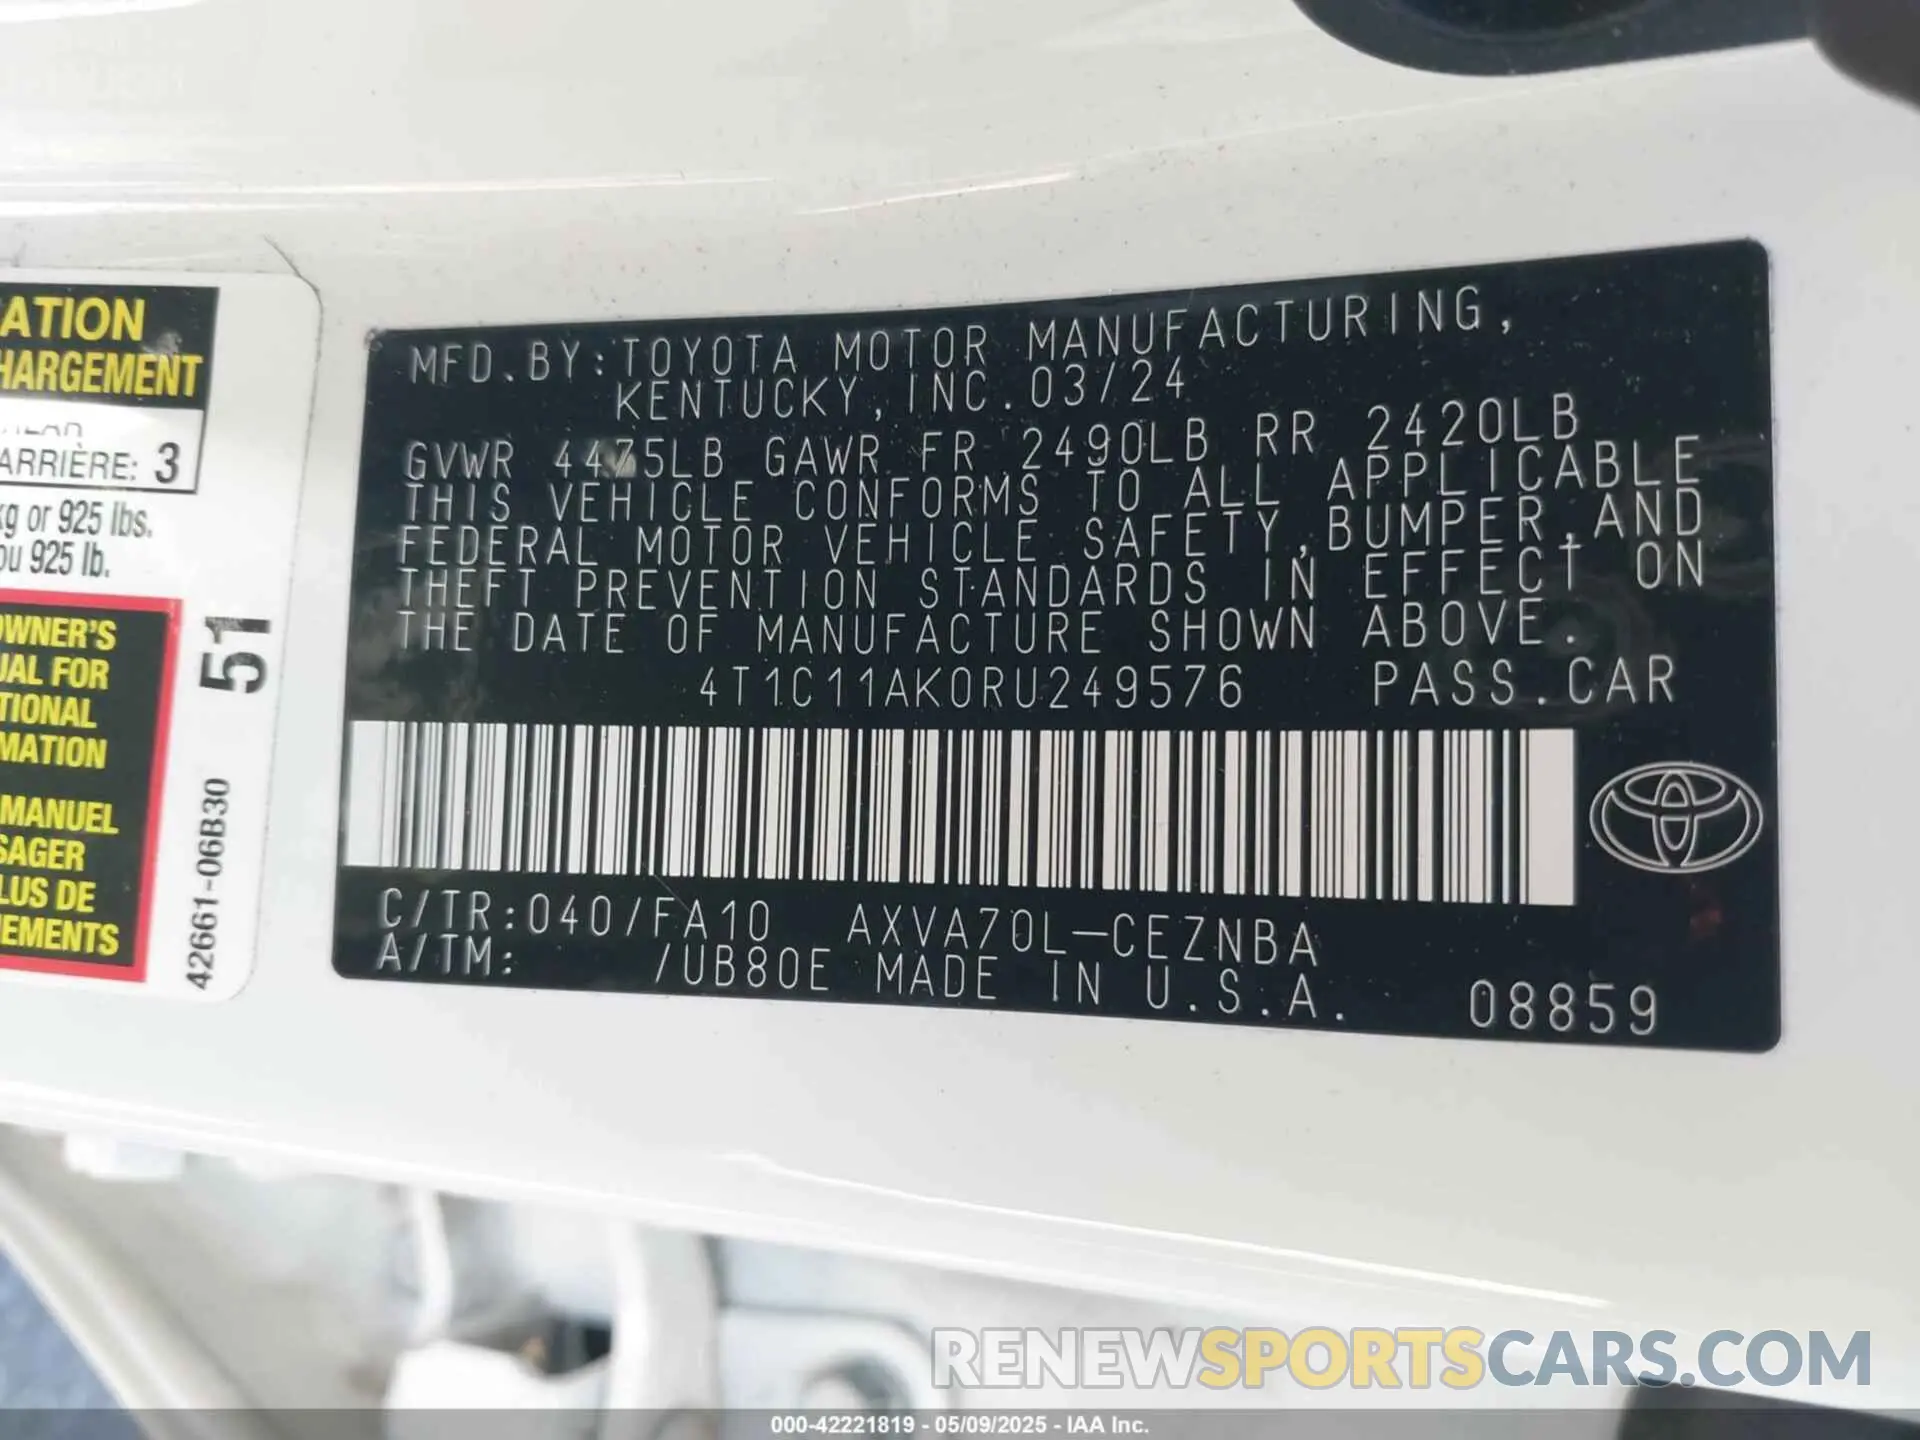 ATION
HARGEMENT
ARRIÈRE: 3
kg or 925 lbs.
ou 925 lb.
OWNER'S
UAL FOR
TIONAL
MATION
MANUEL
SAGER
LUS DE
EMENTS
51
42661-06B30
MFD.BY:TOYOTA MOTOR MANUFACTURING,
KENTUCKY,INC.03/24
GVWR 4475LB GAWR FR 2490LB RR 2420LB
THIS VEHICLE CONFORMS TO ALL APPLICABLE
FEDERAL MOTOR VEHICLE SAFETY,BUMPER,AND
THEFT PREVENTION STANDARDS IN EFFECT ON
THE DATE OF MANUFACTURE SHOWN ABOVE.
4T1C11AK0RU249576 PASS.CAR
C/TR:040/FA10 AXVA70L-CEZNBA
A/TM: /UB80E MADE IN U.S.A. 08859
RENEWSPORTSCARS.COM
000-42221819 - 05/09/2025 - IAA Inc.